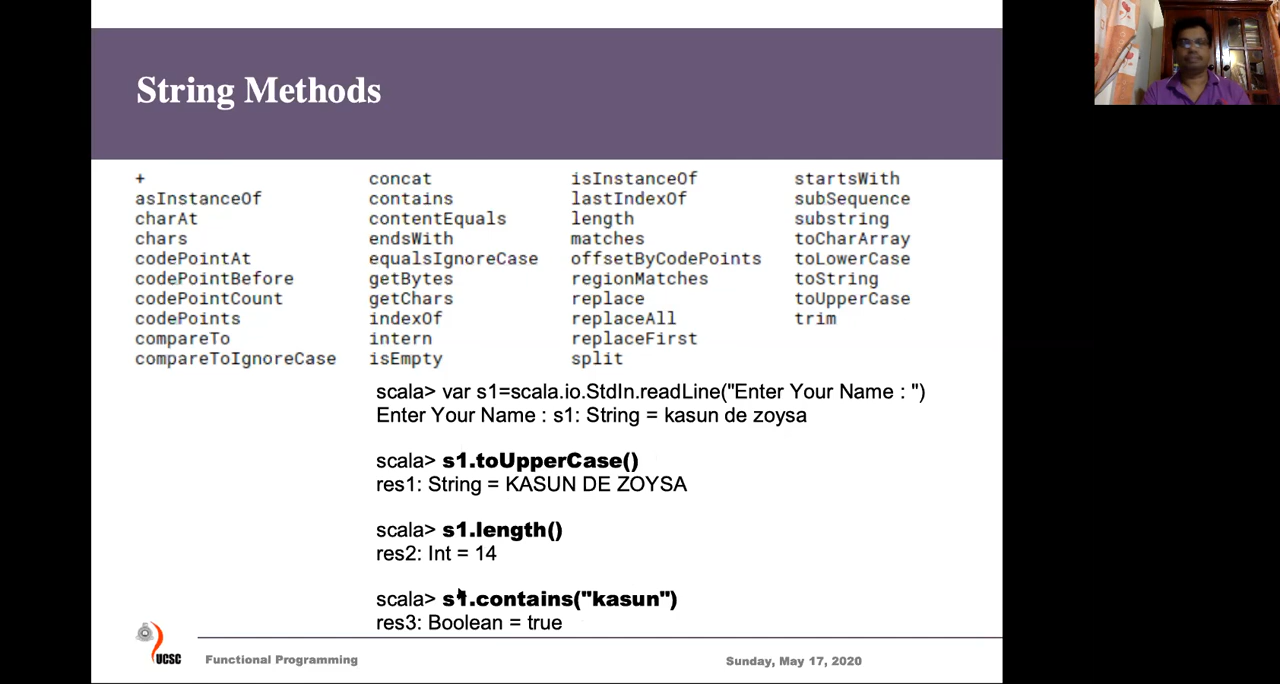 String Methods
+
asInstanceOf
charAt
chars
codePointAt
codePointBefore
codePointCount
codePoints
compareTo
compareToIgnoreCase
concat
contains
contentEquals
endsWith
equalsIgnoreCase
getBytes
getChars
indexOf
intern
isEmpty
isInstanceOf
lastIndexOf
length
matches
offsetByCodePoints
regionMatches
replace
replaceAll
replaceFirst
split
startsWith
subSequence
substring
toCharArray
toLowerCase
toString
toUpperCase
trim
scala> var s1=scala.io.StdIn.readLine("Enter Your Name : ")
Enter Your Name : s1: String = kasun de zoysa
scala> s1.toUpperCase()
res1: String = KASUN DE ZOYSA
scala> s1.length()
res2: Int = 14
scala> s1.contains("kasun")
res3: Boolean = true
UCSC
Functional Programming
Sunday, May 17, 2020